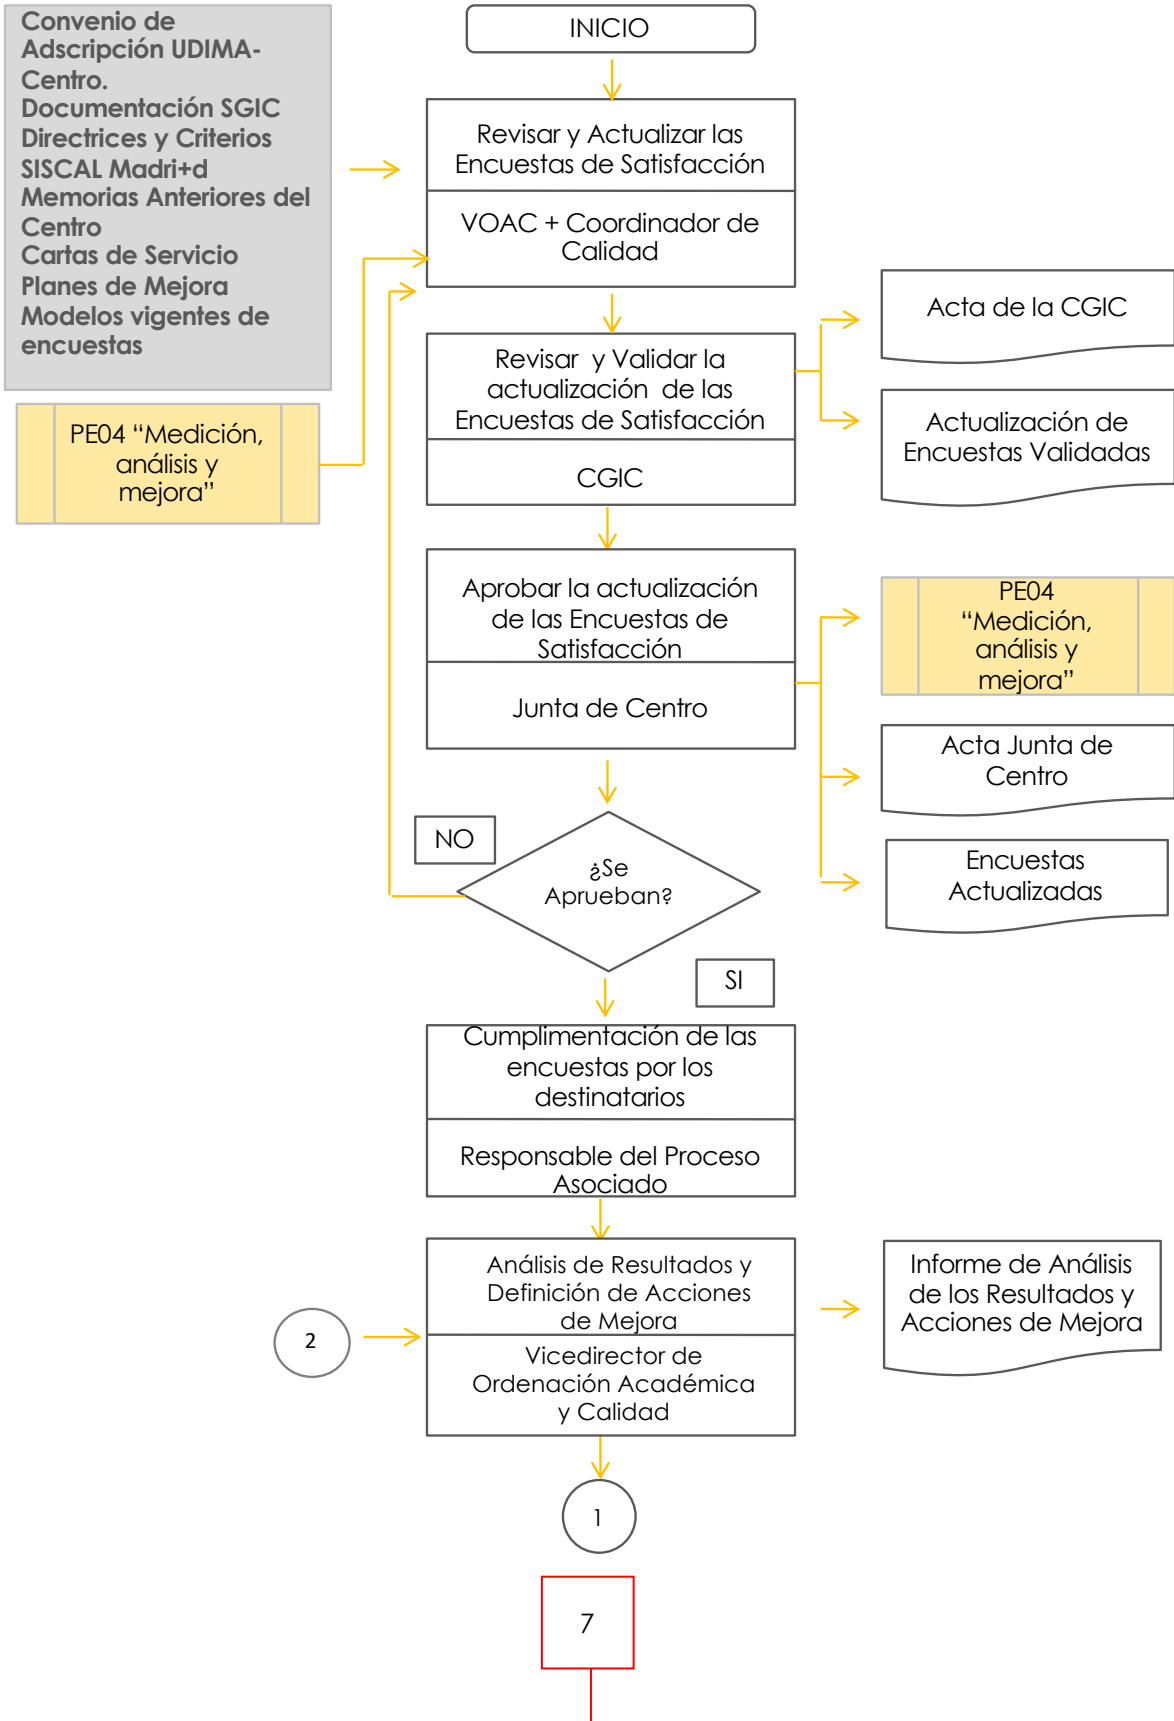 Convenio de
Adscripción UDIMA-
Centro.
Documentación SGIC
Directrices y Criterios
SISCAL Madri+d
Memorias Anteriores del
Centro
Cartas de Servicio
Planes de Mejora
Modelos vigentes de
encuestas
INICIO
Revisar y Actualizar las
Encuestas de Satisfacción
VOAC + Coordinador de
Calidad
PE04 “Medición,
análisis y
mejora”
Revisar y Validar la
actualización de las
Encuestas de Satisfacción
CGIC
Acta de la CGIC
Actualización de
Encuestas Validadas
Aprobar la actualización
de las Encuestas de
Satisfacción
Junta de Centro
PE04
“Medición,
análisis y
mejora”
Acta Junta de
Centro
Encuestas
Actualizadas
NO
¿Se
Aprueban?
SI
Cumplimentación de las
encuestas por los
destinatarios
Responsable del Proceso
Asociado
Análisis de Resultados y
Definición de Acciones
de Mejora
Vicedirector de
Ordenación Académica
y Calidad
Informe de Análisis
de los Resultados y
Acciones de Mejora
2
1
7